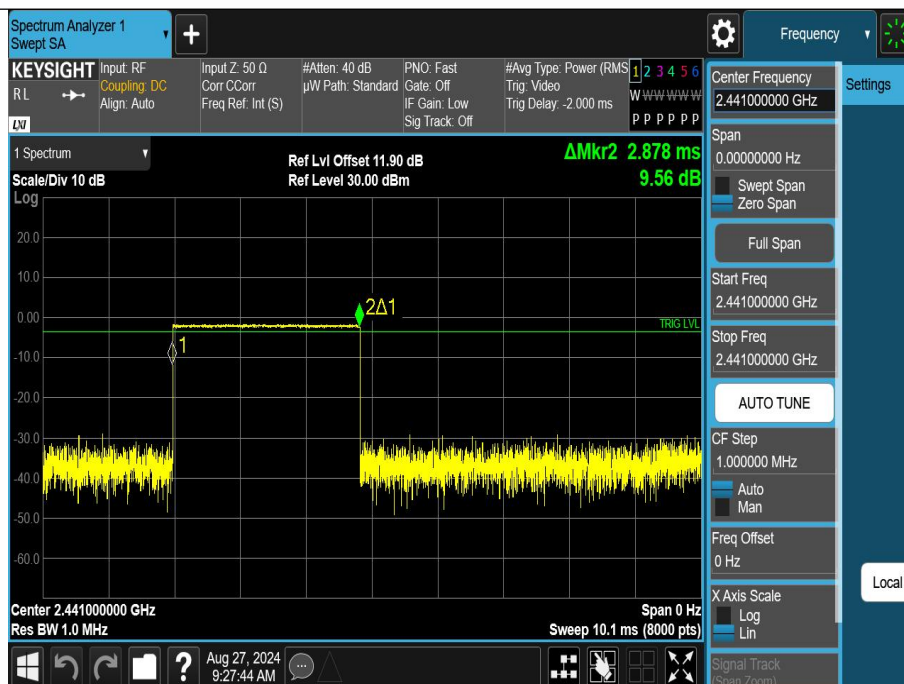 Spectrum Analyzer 1
Swept SA
+
Frequency
KEYSIGHT
R L
LXI
Input: RF
Coupling: DC
Align: Auto
Input Z: 50 Ω
Corr CCorr
Freq Ref: Int (S)
#Atten: 40 dB
µW Path: Standard
PNO: Fast
Gate: Off
IF Gain: Low
Sig Track: Off
#Avg Type: Power (RMS
Trig: Video
Trig Delay: -2.000 ms
1 2 3 4 5 6
W W W W W W
P P P P P P
1 Spectrum
Scale/Div 10 dB
Log
Ref Lvl Offset 11.90 dB
Ref Level 30.00 dBm
ΔMkr2 2.878 ms
9.56 dB
20.0
10.0
0.00
-10.0
-20.0
-30.0
-40.0
-50.0
-60.0
2Δ1
1
TRIG LVL
Center 2.441000000 GHz
Res BW 1.0 MHz
Span 0 Hz
Sweep 10.1 ms (8000 pts)
?
Aug 27, 2024
9:27:44 AM
Center Frequency
2.441000000 GHz
Span
0.00000000 Hz
Swept Span
Zero Span
Full Span
Start Freq
2.441000000 GHz
Stop Freq
2.441000000 GHz
AUTO TUNE
CF Step
1.000000 MHz
Auto
Man
Freq Offset
0 Hz
X Axis Scale
Log
Lin
Signal Track
(Span Zoom)
Settings
Local